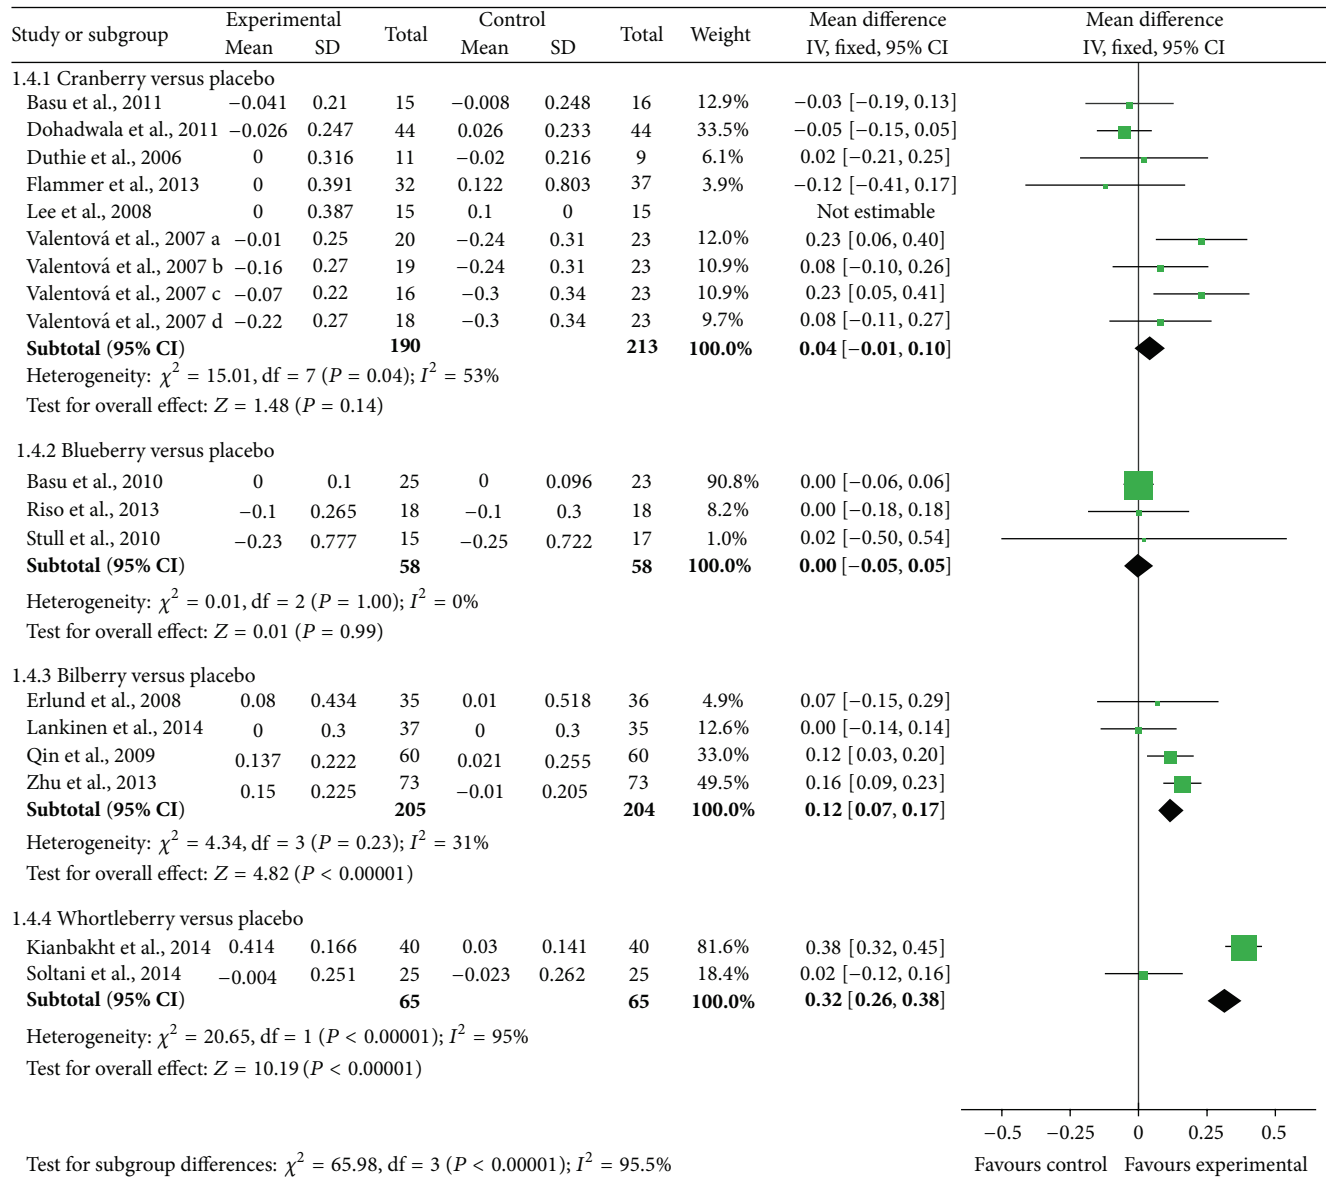 Study or subgroup Experimental Total Control Total Weight Mean difference Mean difference
Mean SD Mean SD IV, fixed, 95% CI IV, fixed, 95% CI
1.4.1 Cranberry versus placebo
Basu et al., 2011 −0.041 0.21 15 −0.008 0.248 16 12.9% −0.03 [−0.19, 0.13]
Dohadwala et al., 2011 −0.026 0.247 44 0.026 0.233 44 33.5% −0.05 [−0.15, 0.05]
Duthie et al., 2006 0 0.316 11 −0.02 0.216 9 6.1% 0.02 [−0.21, 0.25]
Flammer et al., 2013 0 0.391 32 0.122 0.803 37 3.9% −0.12 [−0.41, 0.17]
Lee et al., 2008 0 0.387 15 0.1 0 15 Not estimable
Valentová et al., 2007 a −0.01 0.25 20 −0.24 0.31 23 12.0% 0.23 [0.06, 0.40]
Valentová et al., 2007 b −0.16 0.27 19 −0.24 0.31 23 10.9% 0.08 [−0.10, 0.26]
Valentová et al., 2007 c −0.07 0.22 16 −0.3 0.34 23 10.9% 0.23 [0.05, 0.41]
Valentová et al., 2007 d −0.22 0.27 18 −0.3 0.34 23 9.7% 0.08 [−0.11, 0.27]
Subtotal (95% CI) 190 213 100.0% 0.04 [−0.01, 0.10]
Heterogeneity: χ² = 15.01, df = 7 (P = 0.04); I² = 53%
Test for overall effect: Z = 1.48 (P = 0.14)
1.4.2 Blueberry versus placebo
Basu et al., 2010 0 0.1 25 0 0.096 23 90.8% 0.00 [−0.06, 0.06]
Riso et al., 2013 −0.1 0.265 18 −0.1 0.3 18 8.2% 0.00 [−0.18, 0.18]
Stull et al., 2010 −0.23 0.777 15 −0.25 0.722 17 1.0% 0.02 [−0.50, 0.54]
Subtotal (95% CI) 58 58 100.0% 0.00 [−0.05, 0.05]
Heterogeneity: χ² = 0.01, df = 2 (P = 1.00); I² = 0%
Test for overall effect: Z = 0.01 (P = 0.99)
1.4.3 Bilberry versus placebo
Erlund et al., 2008 0.08 0.434 35 0.01 0.518 36 4.9% 0.07 [−0.15, 0.29]
Lankinen et al., 2014 0 0.3 37 0 0.3 35 12.6% 0.00 [−0.14, 0.14]
Qin et al., 2009 0.137 0.222 60 0.021 0.255 60 33.0% 0.12 [0.03, 0.20]
Zhu et al., 2013 0.15 0.225 73 −0.01 0.205 73 49.5% 0.16 [0.09, 0.23]
Subtotal (95% CI) 205 204 100.0% 0.12 [0.07, 0.17]
Heterogeneity: χ² = 4.34, df = 3 (P = 0.23); I² = 31%
Test for overall effect: Z = 4.82 (P < 0.00001)
1.4.4 Whortleberry versus placebo
Kianbakht et al., 2014 0.414 0.166 40 0.03 0.141 40 81.6% 0.38 [0.32, 0.45]
Soltani et al., 2014 −0.004 0.251 25 −0.023 0.262 25 18.4% 0.02 [−0.12, 0.16]
Subtotal (95% CI) 65 65 100.0% 0.32 [0.26, 0.38]
Heterogeneity: χ² = 20.65, df = 1 (P < 0.00001); I² = 95%
Test for overall effect: Z = 10.19 (P < 0.00001)
−0.5 −0.25 0 0.25 0.5
Test for subgroup differences: χ² = 65.98, df = 3 (P < 0.00001); I² = 95.5% Favours control Favours experimental